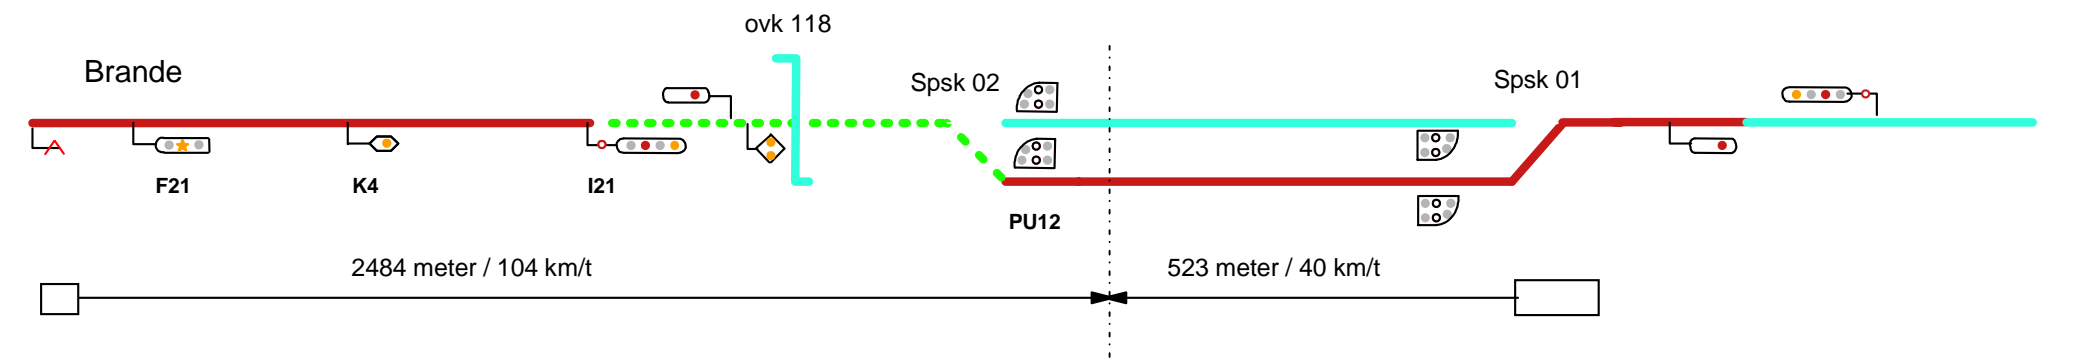 ovk 118
Brande
Spsk 02
Spsk 01
F21
K4
I21
PU12
2484 meter / 104 km/t
523 meter / 40 km/t